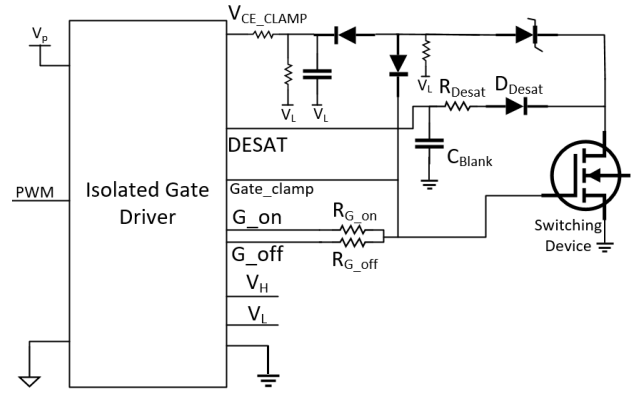 V_CE_CLAMP
V_P
V_L
V_L
V_L
R_Desat
D_Desat
DESAT
C_Blank
Isolated Gate
Driver
PWM
Gate_clamp
G_on
R_G_on
G_off
R_G_off
Switching
Device
V_H
V_L